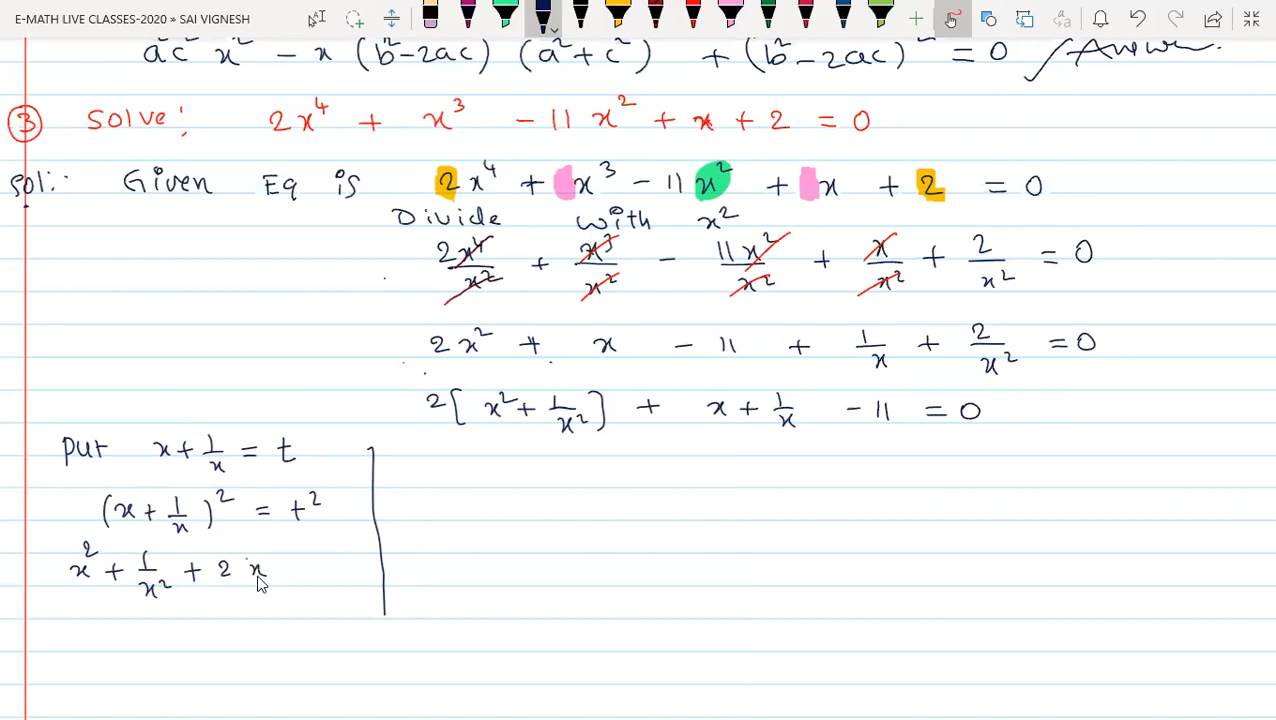 E-MATH LIVE CLASSES-2020 » SAI VIGNESH
a²c² x² - x (b²-2ac) (a²+c²) + (b²-2ac)² = 0 Answer.
③ Solve: 2x⁴ + x³ - 11x² + x + 2 = 0
Sol: Given Eq is 2x⁴ + x³ - 11x² + x + 2 = 0
Divide with x²
2x⁴/x² + x³/x² - 11x²/x² + x/x² + 2/x² = 0
2x² + x - 11 + 1/x + 2/x² = 0
2[x² + 1/x²] + x + 1/x - 11 = 0
Put x + 1/x = t
(x + 1/x)² = t²
x² + 1/x² + 2 x